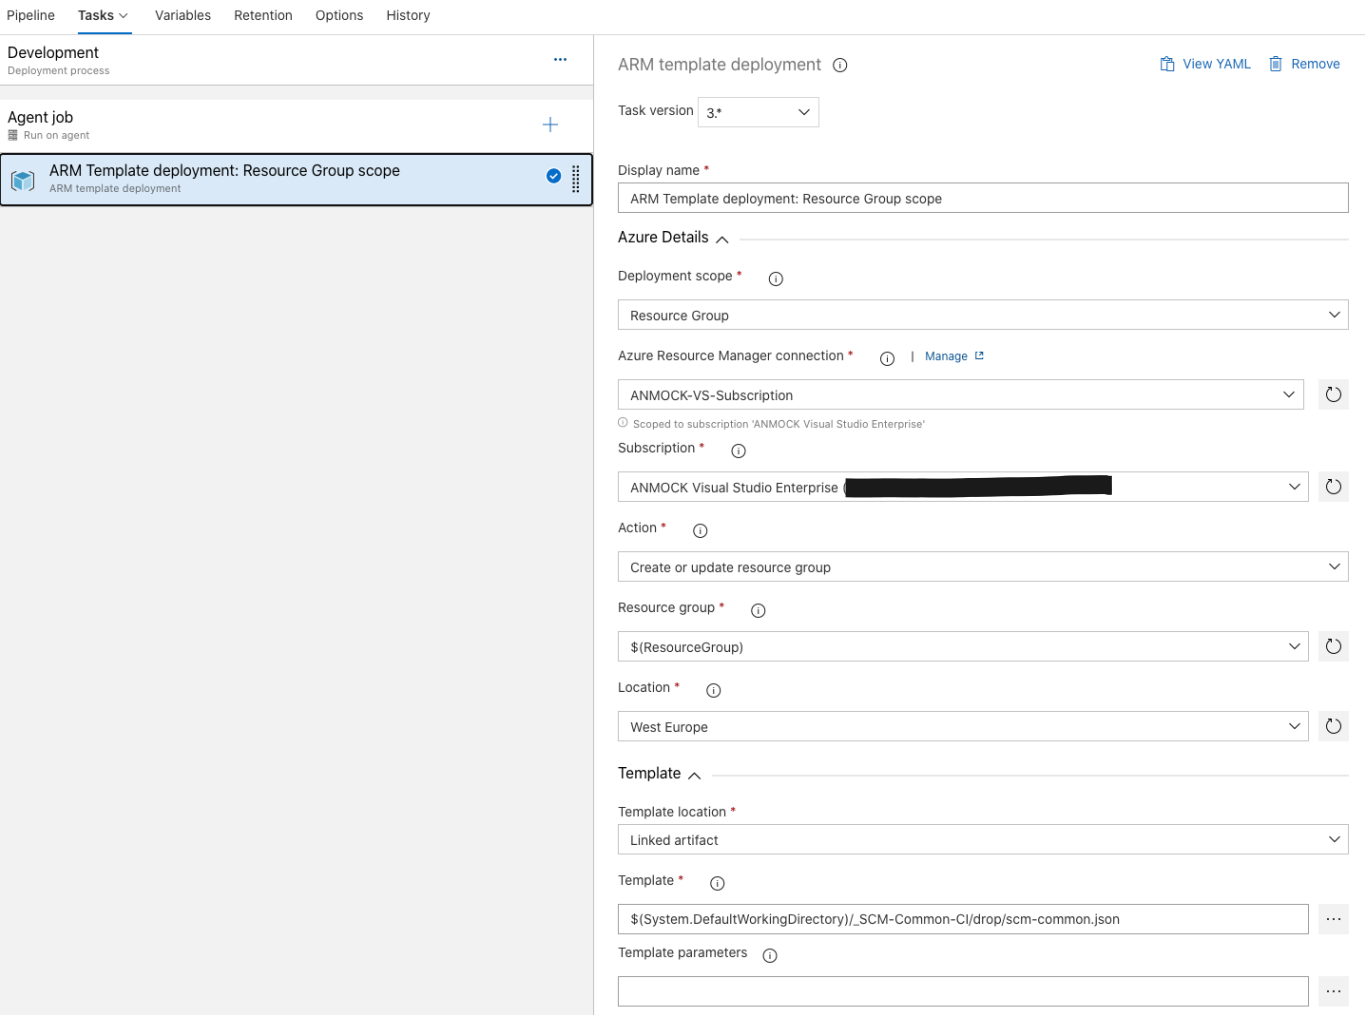 Pipeline Tasks Variables Retention Options History
Development
Deployment process
Agent job
Run on agent
ARM Template deployment: Resource Group scope
ARM template deployment
ARM template deployment View YAML Remove
Task version 3.*
Display name *
ARM Template deployment: Resource Group scope
Azure Details
Deployment scope *
Resource Group
Azure Resource Manager connection * | Manage
ANMOCK-VS-Subscription
Scoped to subscription 'ANMOCK Visual Studio Enterprise'
Subscription *
ANMOCK Visual Studio Enterprise (
Action *
Create or update resource group
Resource group *
$(ResourceGroup)
Location *
West Europe
Template
Template location *
Linked artifact
Template *
$(System.DefaultWorkingDirectory)/_SCM-Common-CI/drop/scm-common.json
Template parameters